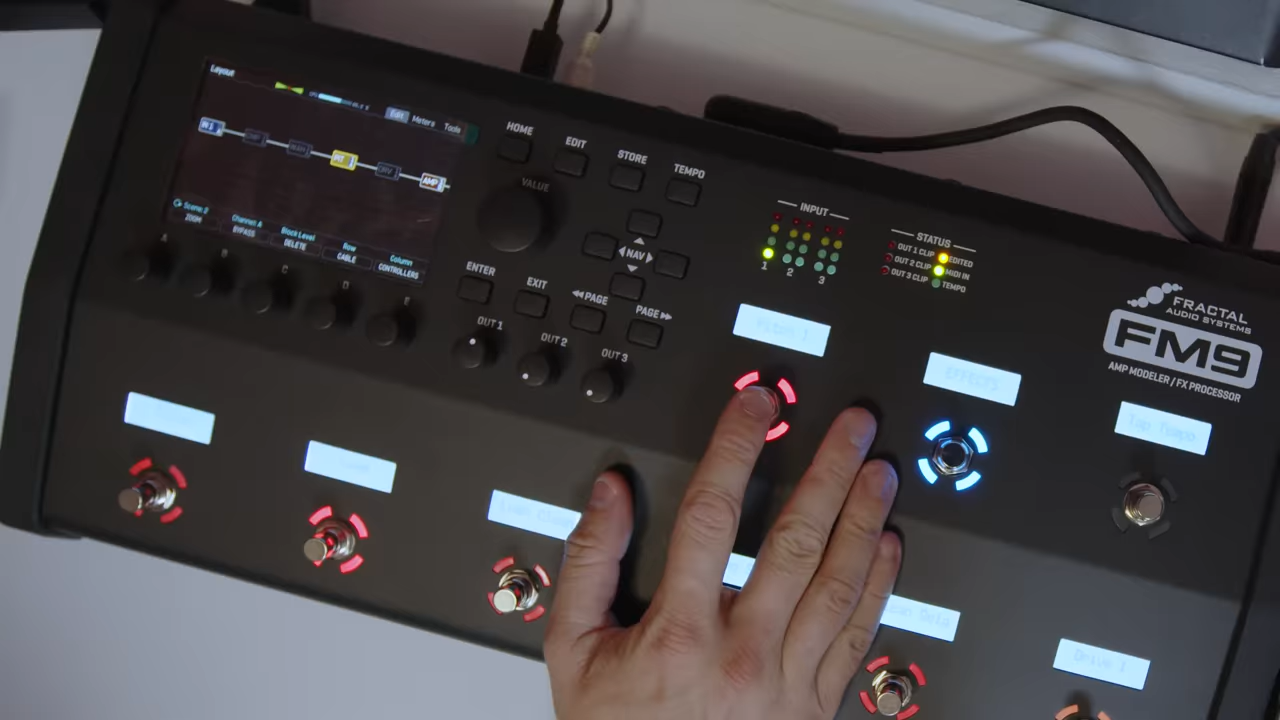 Layout
Edit Meters Tools
IN 1
PIT
AMP
Scene 2
ZOOM
Channel A
BYPASS
Block Level
DELETE
Row
CABLE
Column
CONTROLLERS
A
HOME
EDIT
STORE
TEMPO
VALUE
NAV
ENTER
EXIT
PAGE
PAGE
OUT 1
OUT 2
OUT 3
INPUT
1 2 3
STATUS
OUT 1 CLIP EDITED
OUT 2 CLIP MIDI IN
OUT 3 CLIP TEMPO
FRACTAL
AUDIO SYSTEMS
FM9
AMP MODELER / FX PROCESSOR
EFFECTS
Tap Tempo
Drive 1